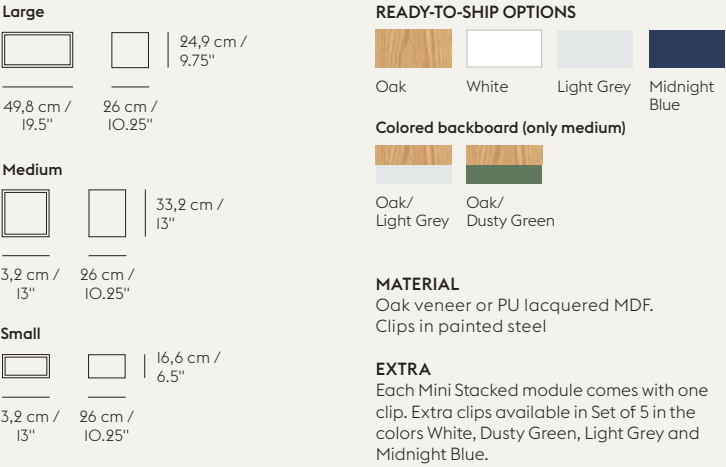 Large
24,9 cm /
9.75"
49,8 cm /
19.5"
26 cm /
10.25"
Medium
33,2 cm /
13"
3,2 cm /
13"
26 cm /
10.25"
Small
16,6 cm /
6.5"
3,2 cm /
13"
26 cm /
10.25"
READY-TO-SHIP OPTIONS
Oak
White
Light Grey
Midnight
Blue
Colored backboard (only medium)
Oak/
Light Grey
Oak/
Dusty Green
MATERIAL
Oak veneer or PU lacquered MDF.
Clips in painted steel
EXTRA
Each Mini Stacked module comes with one
clip. Extra clips available in Set of 5 in the
colors White, Dusty Green, Light Grey and
Midnight Blue.